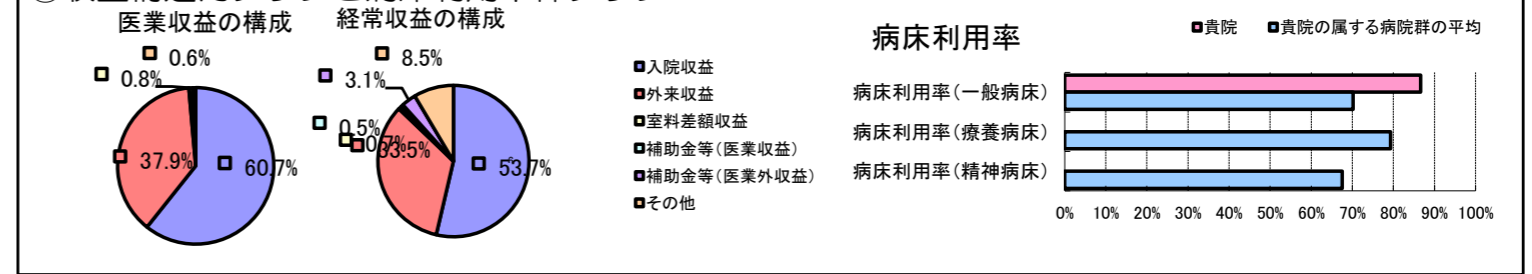 医業収益の構成
経常収益の構成
0.6%
0.8%
37.9%
60.7%
8.5%
3.1%
0.5%
0.7%
33.5%
53.7%
入院収益
外来収益
室料差額収益
補助金等(医業収益)
補助金等(医業外収益)
その他
病床利用率
貴院
貴院の属する病院群の平均
病床利用率(一般病床)
病床利用率(療養病床)
病床利用率(精神病床)
0% 10% 20% 30% 40% 50% 60% 70% 80% 90% 100%